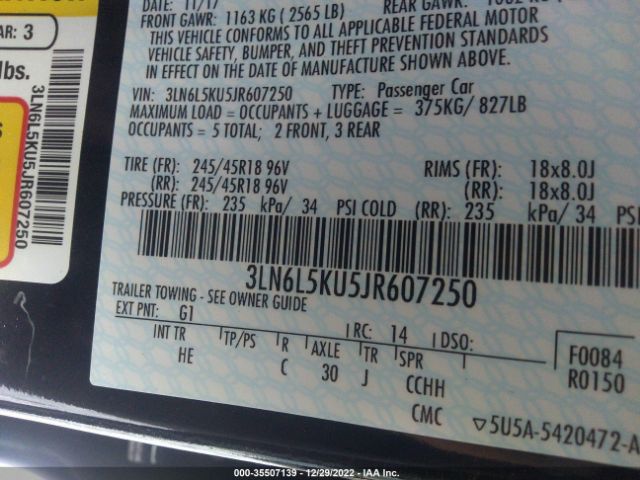 DATE: 11/17
FRONT GAWR: 1163 KG ( 2565 LB) REAR GAWR:
THIS VEHICLE CONFORMS TO ALL APPLICABLE FEDERAL MOTOR
VEHICLE SAFETY, BUMPER, AND THEFT PREVENTION STANDARDS
IN EFFECT ON THE DATE OF MANUFACTURE SHOWN ABOVE.
VIN: 3LN6L5KU5JR607250 TYPE: Passenger Car
MAXIMUM LOAD = OCCUPANTS + LUGGAGE = 375KG/ 827LB
OCCUPANTS = 5 TOTAL; 2 FRONT, 3 REAR
TIRE (FR): 245/45R18 96V RIMS (FR): 18x8.0J
(RR): 245/45R18 96V (RR): 18x8.0J
PRESSURE (FR): 235 kPa/ 34 PSI COLD (RR): 235 kPa/ 34 PSI
3LN6L5KU5JR607250
TRAILER TOWING - SEE OWNER GUIDE
EXT PNT: G1 RC: 14 DSO:
INT TR TP/PS R AXLE TR SPR F0084
HE C 30 J CCHH R0150
CMC ▽5U5A-5420472-A
AR: 3
lbs.
3LN6L5KU5JR607250
000-35507139 - 12/29/2022 - IAA Inc.